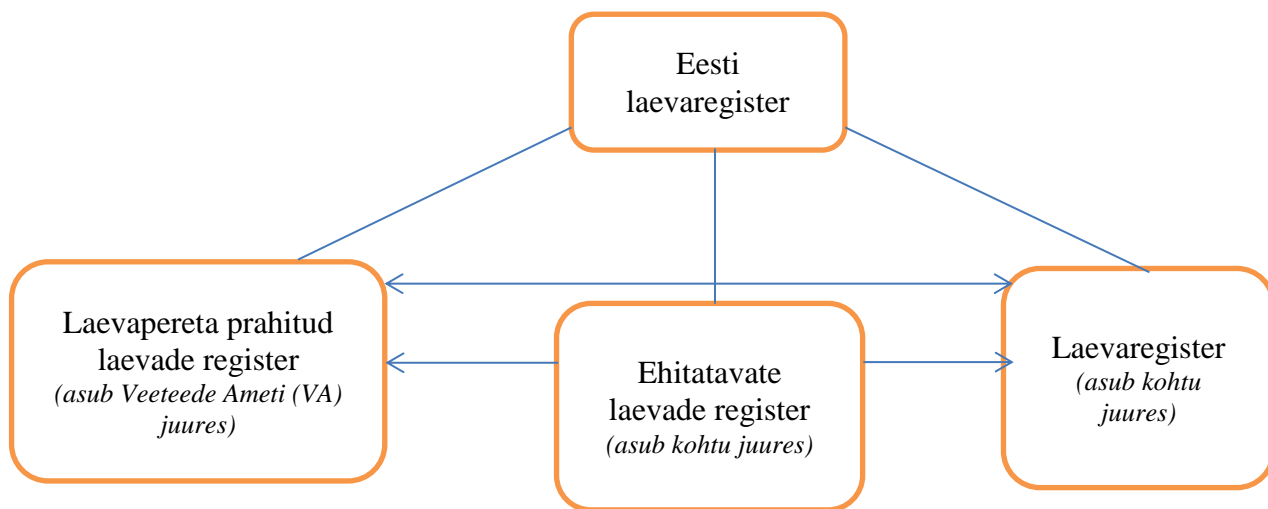 Eesti
laevaregister
Laevapereta prahitud
laevade register
(asub Veeteede Ameti (VA)
juures)
Ehitatavate
laevade register
(asub kohtu juures)
Laevaregister
(asub kohtu
juures)